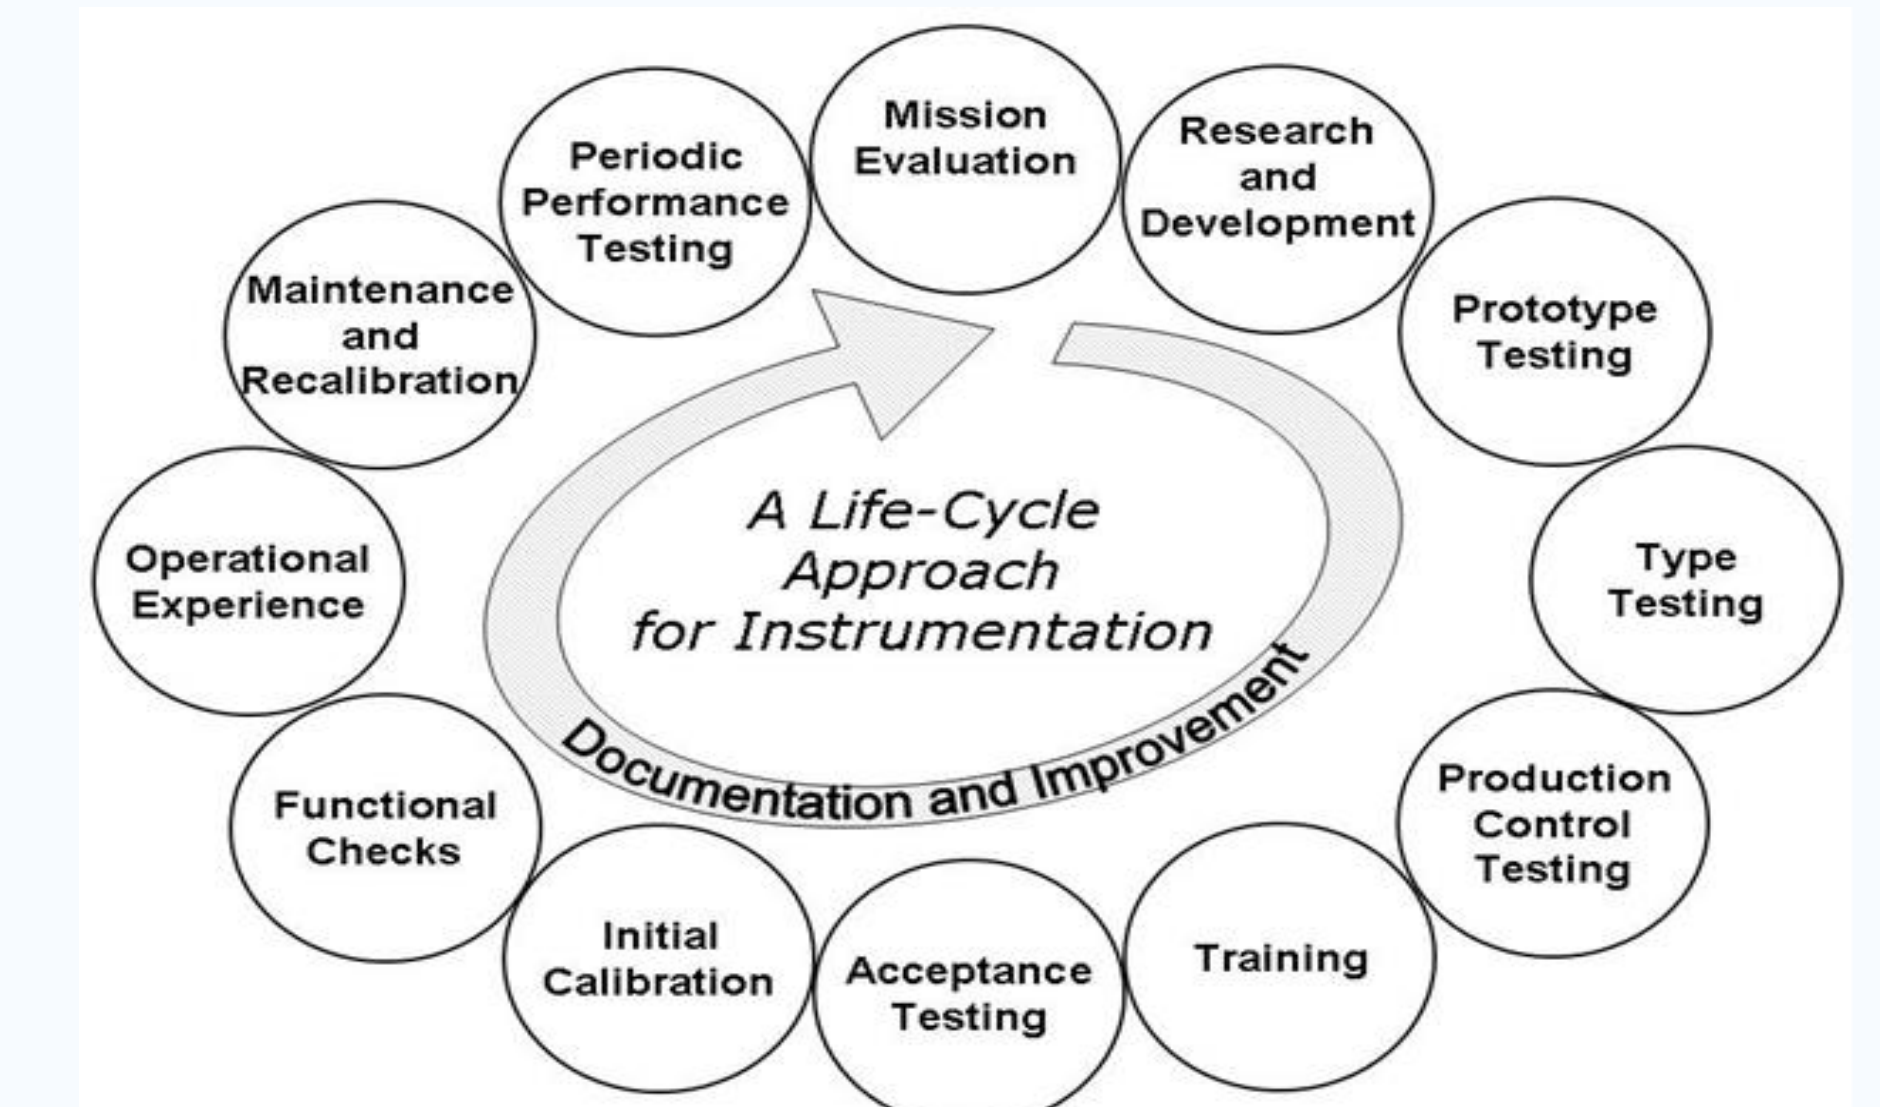 Mission
Evaluation
Research
and
Development
Prototype
Testing
Type
Testing
Production
Control
Testing
Training
Acceptance
Testing
Initial
Calibration
Functional
Checks
Operational
Experience
Maintenance
and
Recalibration
Periodic
Performance
Testing
A Life-Cycle
Approach
for Instrumentation
Documentation and Improvement